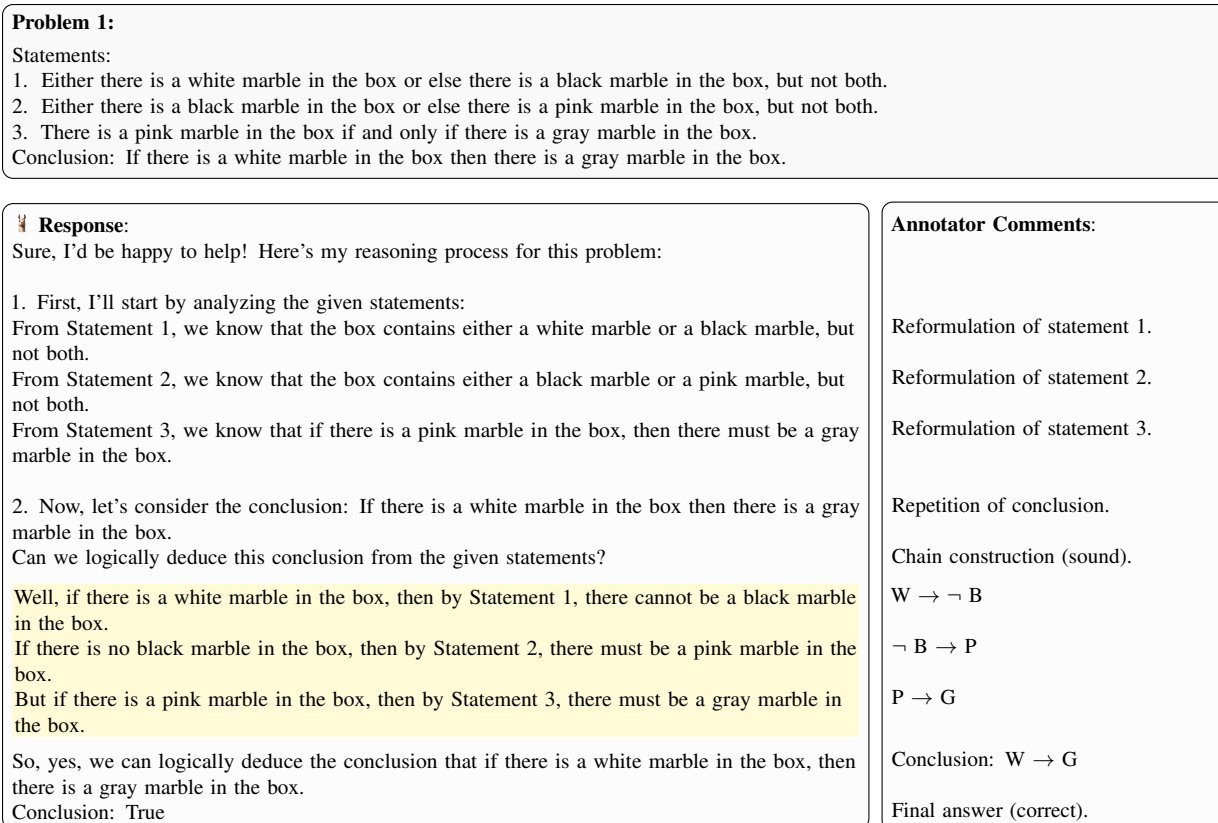 Problem 1:
Statements:
1. Either there is a white marble in the box or else there is a black marble in the box, but not both.
2. Either there is a black marble in the box or else there is a pink marble in the box, but not both.
3. There is a pink marble in the box if and only if there is a gray marble in the box.
Conclusion: If there is a white marble in the box then there is a gray marble in the box.
Response:
Sure, I'd be happy to help! Here's my reasoning process for this problem:
1. First, I'll start by analyzing the given statements:
From Statement 1, we know that the box contains either a white marble or a black marble, but
not both.
From Statement 2, we know that the box contains either a black marble or a pink marble, but
not both.
From Statement 3, we know that if there is a pink marble in the box, then there must be a gray
marble in the box.
2. Now, let's consider the conclusion: If there is a white marble in the box then there is a gray
marble in the box.
Can we logically deduce this conclusion from the given statements?
Well, if there is a white marble in the box, then by Statement 1, there cannot be a black marble
in the box.
If there is no black marble in the box, then by Statement 2, there must be a pink marble in the
box.
But if there is a pink marble in the box, then by Statement 3, there must be a gray marble in
the box.
So, yes, we can logically deduce the conclusion that if there is a white marble in the box, then
there is a gray marble in the box.
Conclusion: True
Annotator Comments:
Reformulation of statement 1.
Reformulation of statement 2.
Reformulation of statement 3.
Repetition of conclusion.
Chain construction (sound).
W → ¬ B
¬ B → P
P → G
Conclusion: W → G
Final answer (correct).